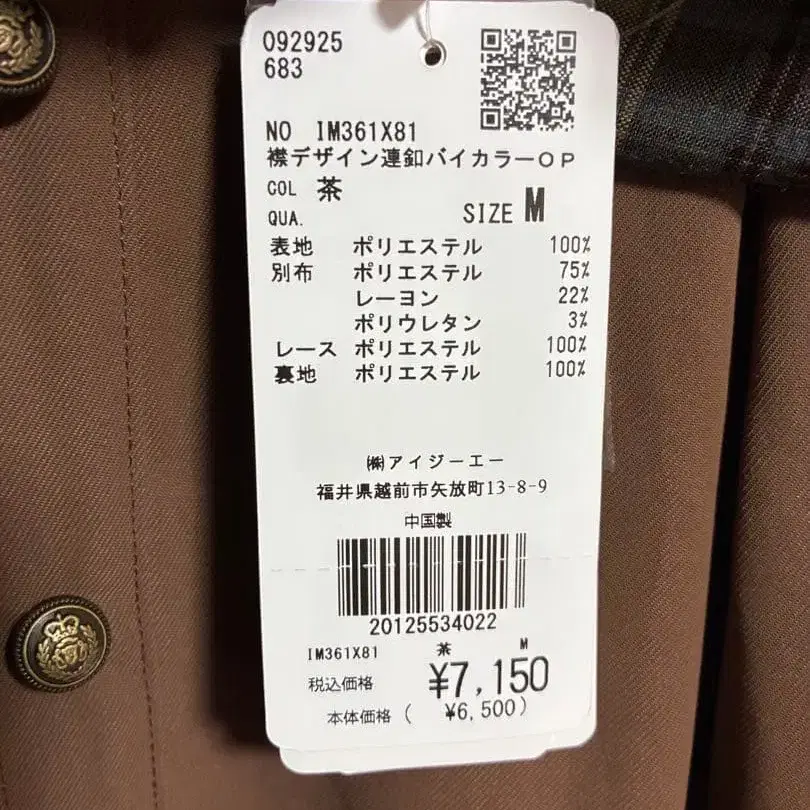 092925
683
NO IM361X81
襟デザイン連釦バイカラーOP
COL 茶
QUA. SIZE M
表地 ポリエステル 100%
別布 ポリエステル 75%
レーヨン 22%
ポリウレタン 3%
レース ポリエステル 100%
裏地 ポリエステル 100%
㈱アイジーエー
福井県越前市矢放町13-8-9
中国製
20125534022
IM361X81 茶 M
税込価格 ¥7,150
本体価格( ¥6,500)